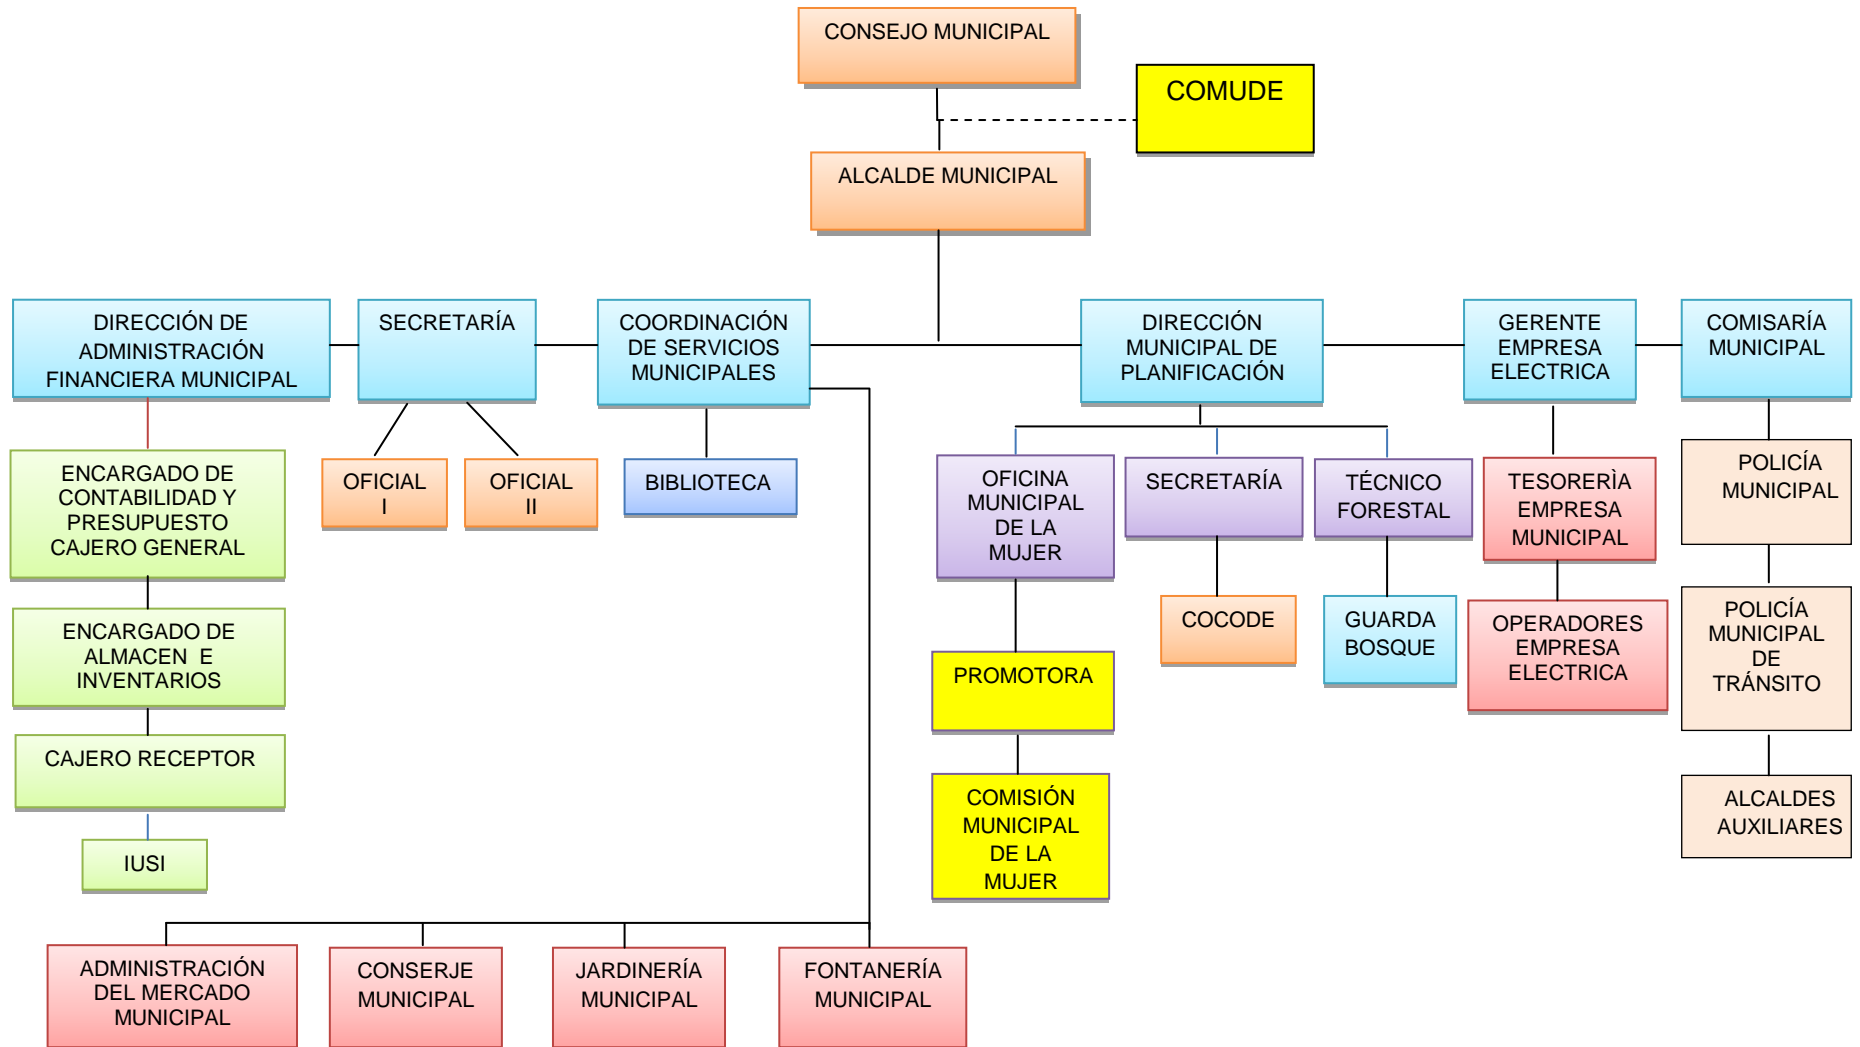 CONSEJO MUNICIPAL
COMUDE
ALCALDE MUNICIPAL
DIRECCIÓN DE
ADMINISTRACIÓN
FINANCIERA MUNICIPAL
SECRETARÍA
COORDINACIÓN
DE SERVICIOS
MUNICIPALES
DIRECCIÓN
MUNICIPAL DE
PLANIFICACIÓN
GERENTE
EMPRESA
ELECTRICA
COMISARÍA
MUNICIPAL
ENCARGADO DE
CONTABILIDAD Y
PRESUPUESTO
CAJERO GENERAL
OFICIAL
I
OFICIAL
II
BIBLIOTECA
OFICINA
MUNICIPAL
DE LA
MUJER
SECRETARÍA
TÉCNICO
FORESTAL
TESORERÌA
EMPRESA
MUNICIPAL
POLICÍA
MUNICIPAL
ENCARGADO DE
ALMACEN E
INVENTARIOS
COCODE
GUARDA
BOSQUE
OPERADORES
EMPRESA
ELECTRICA
POLICÍA
MUNICIPAL
DE
TRÁNSITO
PROMOTORA
CAJERO RECEPTOR
COMISIÓN
MUNICIPAL
DE LA
MUJER
ALCALDES
AUXILIARES
IUSI
ADMINISTRACIÓN
DEL MERCADO
MUNICIPAL
CONSERJE
MUNICIPAL
JARDINERÍA
MUNICIPAL
FONTANERÍA
MUNICIPAL